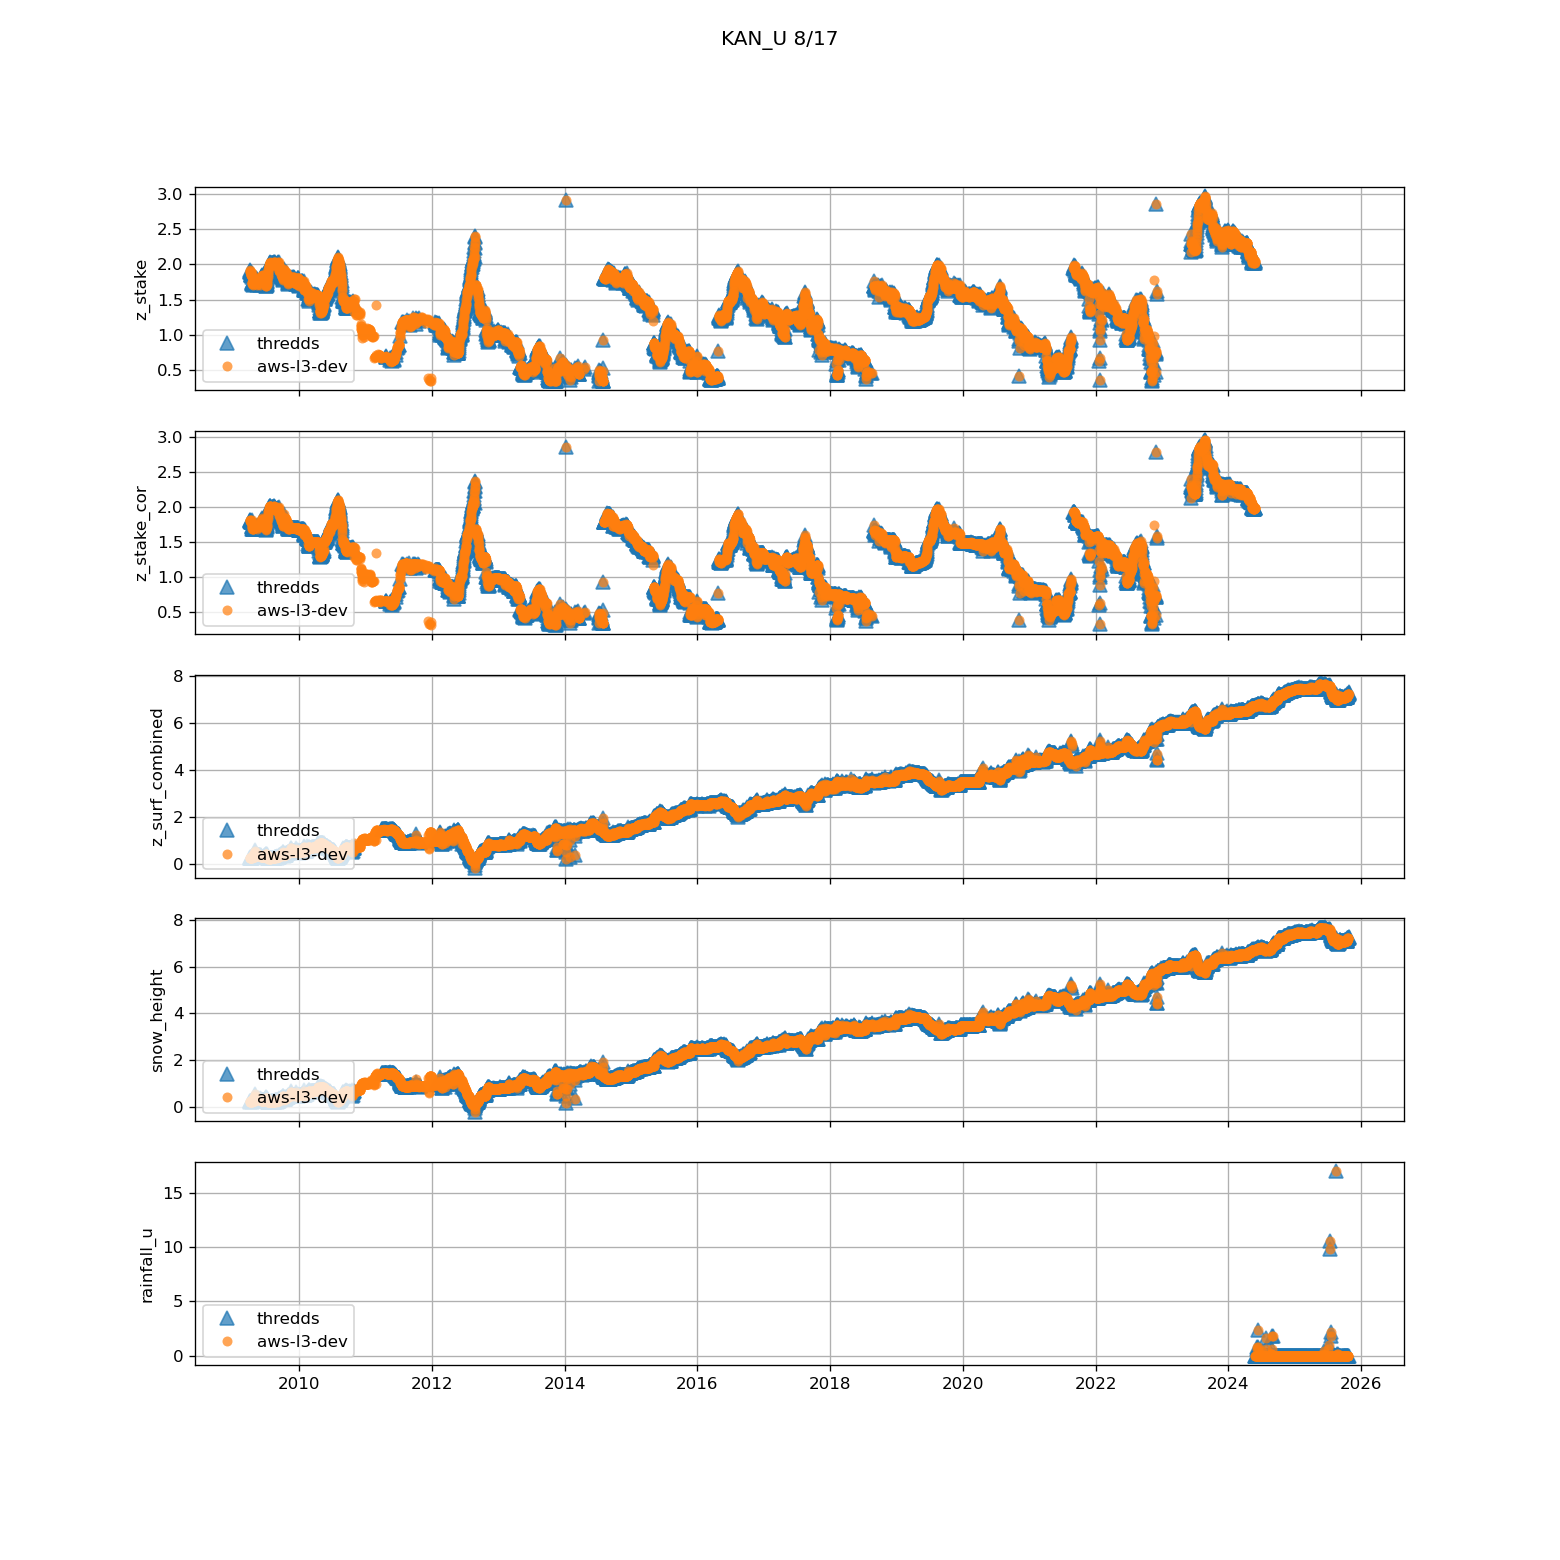 KAN_U 8/17
3.0
2.5
2.0
1.5
1.0
0.5
z_stake
thredds
aws-l3-dev
3.0
2.5
2.0
1.5
1.0
0.5
z_stake_cor
thredds
aws-l3-dev
8
6
4
2
0
z_surf_combined
thredds
aws-l3-dev
8
6
4
2
0
snow_height
thredds
aws-l3-dev
15
10
5
0
rainfall_u
thredds
aws-l3-dev
2010 2012 2014 2016 2018 2020 2022 2024 2026